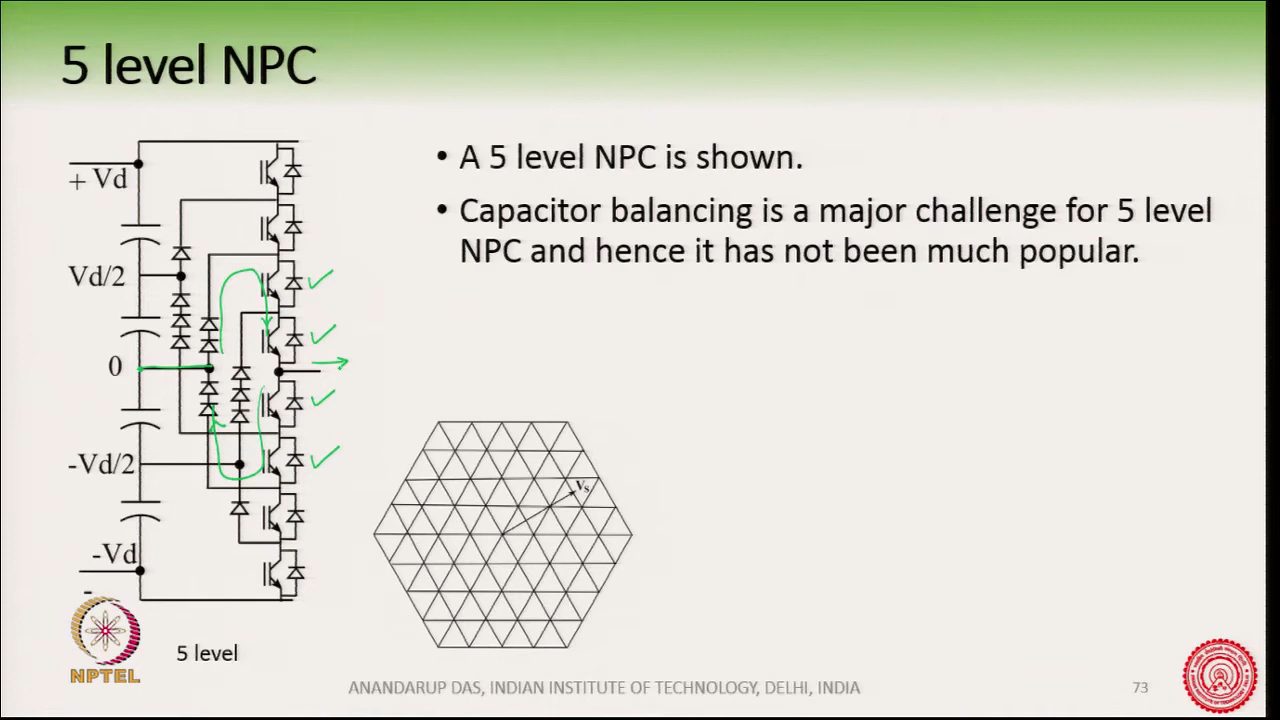 5 level NPC
• A 5 level NPC is shown.
• Capacitor balancing is a major challenge for 5 level
NPC and hence it has not been much popular.
+ Vd
Vd/2
0
-Vd/2
-Vd
-
Vs
NPTEL
5 level
ANANDARUP DAS, INDIAN INSTITUTE OF TECHNOLOGY, DELHI, INDIA
73